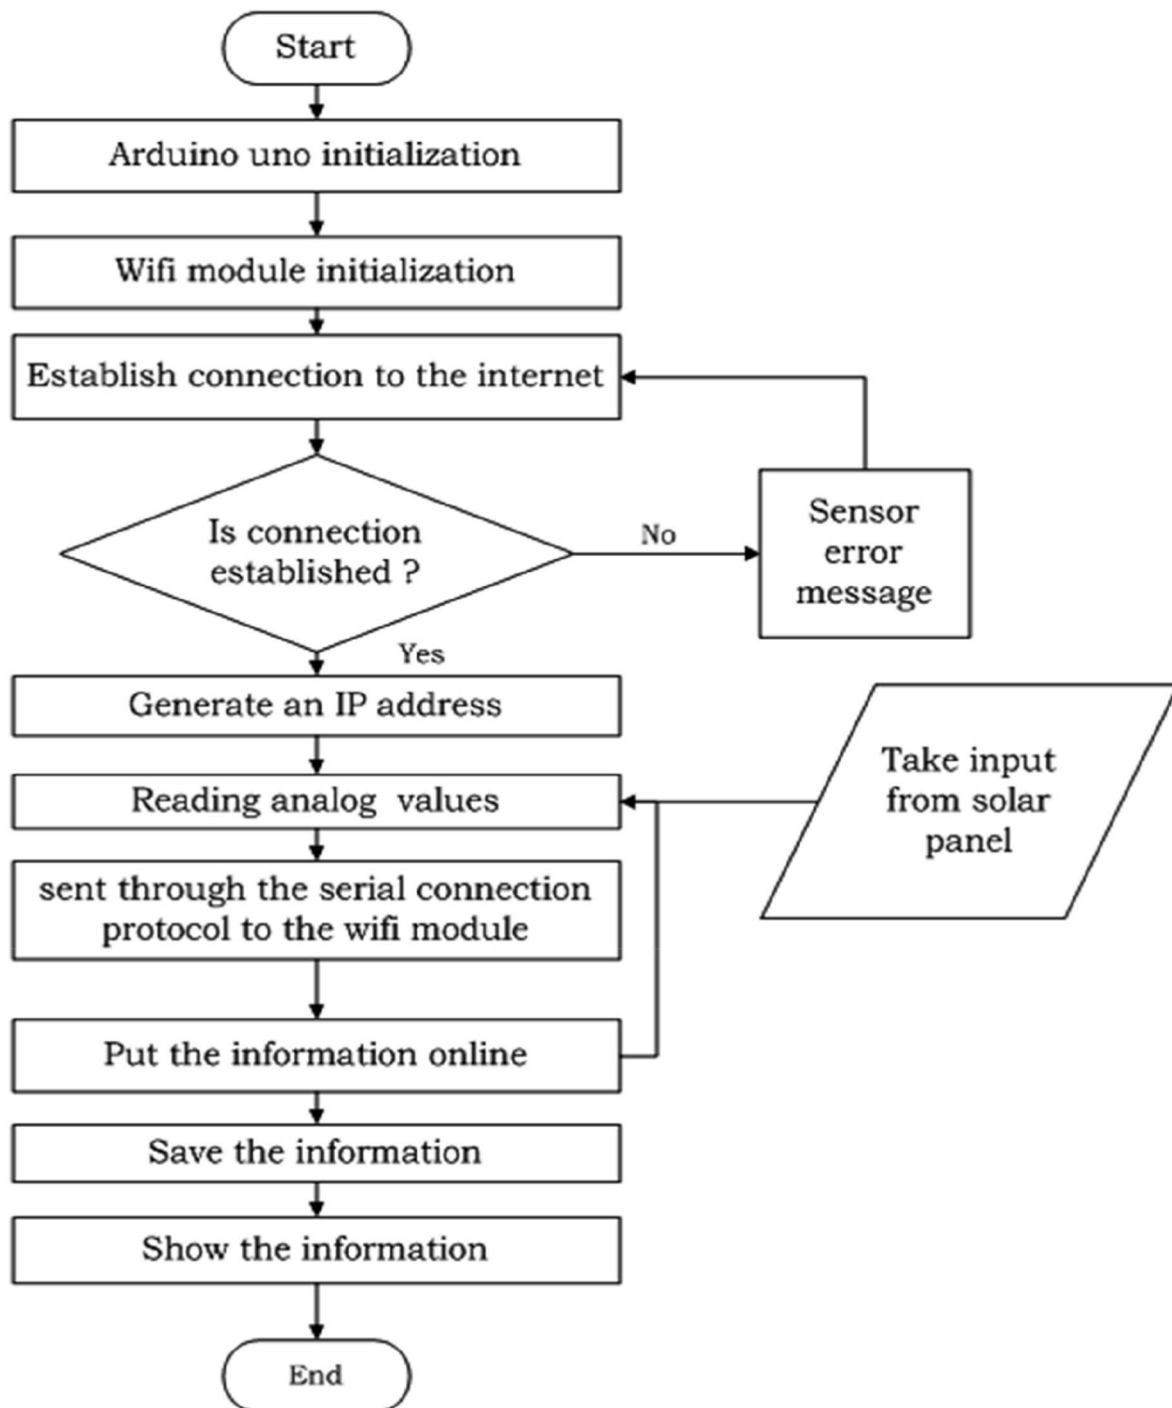 Start
Arduino uno initialization
Wifi module initialization
Establish connection to the internet
Is connection
established ?
No
Sensor
error
message
Yes
Generate an IP address
Reading analog  values
Take input
from solar
panel
sent through the serial connection
protocol to the wifi module
Put the information online
Save the information
Show the information
End